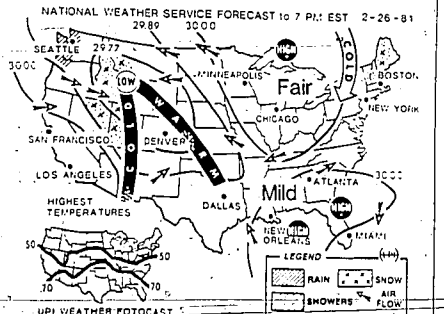 NATIONAL WEATHER SERVICE FORECAST to 7 PM EST 2-26-81
29.89 30.00
SEATTLE 29.77
30.00
HIGH
COLD
LOW
MINNEAPOLIS
Fair
BOSTON
NEW YORK
CHICAGO
WARM
COLD
SAN FRANCISCO
DENVER
LOS ANGELES
Mild
ATLANTA
30.00
HIGHEST
TEMPERATURES
DALLAS
HIGH
NEW
ORLEANS
HIGH
MIAMI
50 50
70 70
LEGEND
RAIN
SNOW
SHOWERS
AIR
FLOW
UPI WEATHER FOTOCAST